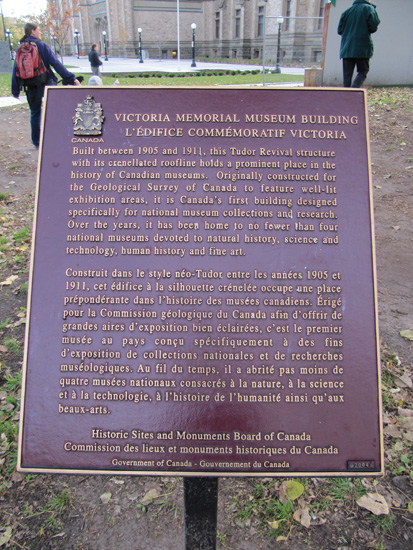 CANADA
VICTORIA MEMORIAL MUSEUM BUILDING
L'ÉDIFICE COMMÉMORATIF VICTORIA
Built between 1905 and 1911, this Tudor Revival structure
with its crenellated roofline holds a prominent place in the
history of Canadian museums. Originally constructed for
the Geological Survey of Canada to feature well-lit
exhibition areas, it is Canada's first building designed
specifically for national museum collections and research.
Over the years, it has been home to no fewer than four
national museums devoted to natural history, science and
technology, human history and fine art.
Construit dans le style néo-Tudor entre les années 1905 et
1911, cet édifice à la silhouette crénelée occupe une place
prépondérante dans l'histoire des musées canadiens. Érigé
pour la Commission géologique du Canada afin d'offrir de
grandes aires d'exposition bien éclairées, c'est le premier
musée au pays conçu spécifiquement à des fins
d'exposition de collections nationales et de recherches
muséologiques. Au fil du temps, il a abrité pas moins de
quatre musées nationaux consacrés à la nature, à la science
et à la technologie, à l'histoire de l'humanité ainsi qu'aux
beaux-arts.
Historic Sites and Monuments Board of Canada
Commission des lieux et monuments historiques du Canada
Government of Canada - Gouvernement du Canada